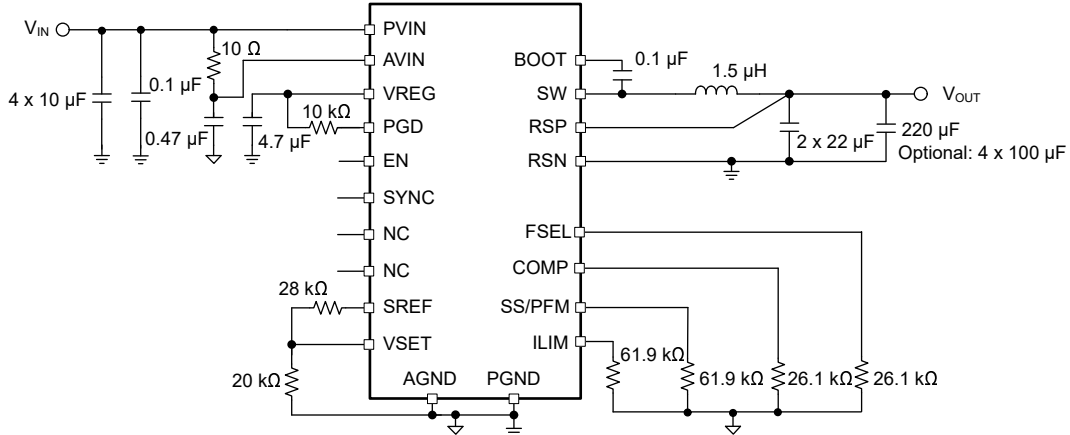 V_IN
PVIN
10 Ω
AVIN
BOOT
0.1 µF
0.1 µF
1.5 µH
4 x 10 µF
VREG
SW
V_OUT
10 kΩ
PGD
RSP
0.47 µF
4.7 µF
2 x 22 µF
220 µF
Optional: 4 x 100 µF
EN
RSN
SYNC
NC
FSEL
NC
COMP
28 kΩ
SREF
SS/PFM
VSET
ILIM
61.9 kΩ
20 kΩ
AGND
PGND
61.9 kΩ
26.1 kΩ
26.1 kΩ